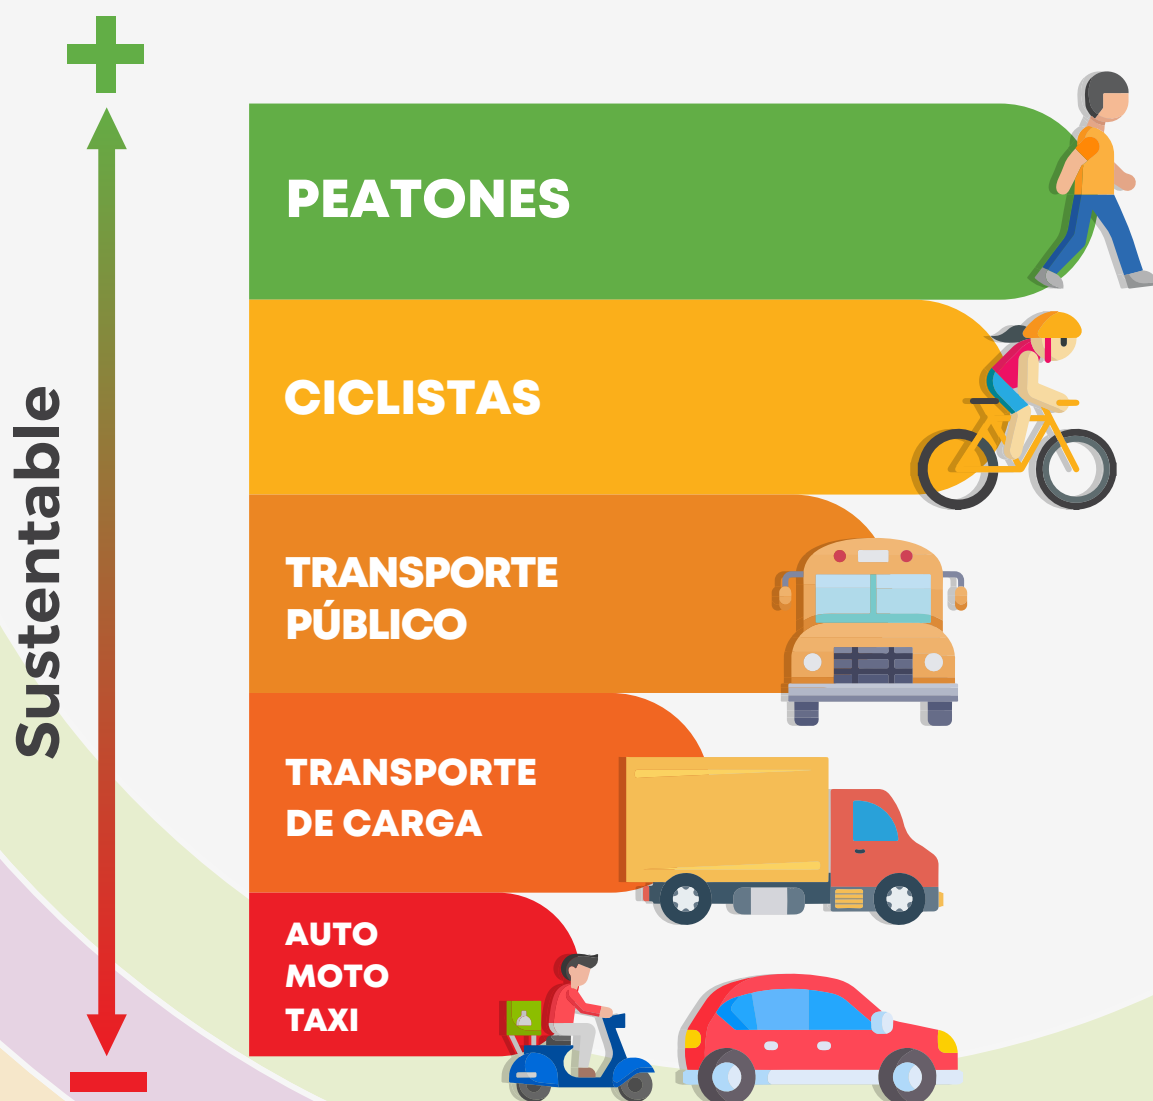 Sustentable
PEATONES
CICLISTAS
TRANSPORTE
PÚBLICO
TRANSPORTE
DE CARGA
AUTO
MOTO
TAXI